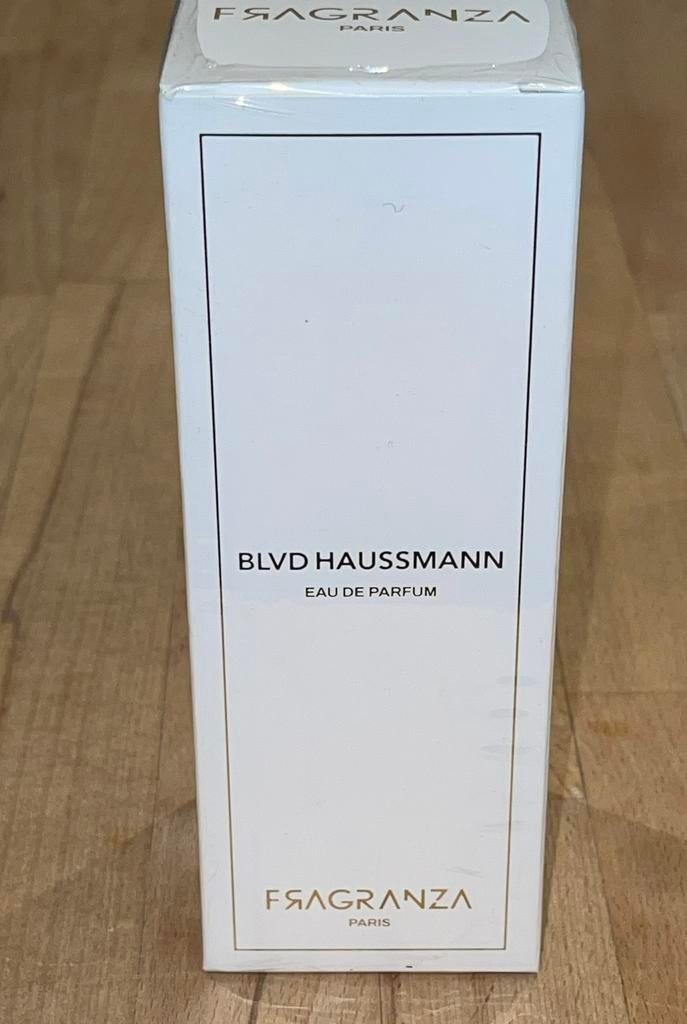 FRAGRANZA
PARIS
BLVD HAUSSMANN
EAU DE PARFUM
FRAGRANZA
PARIS